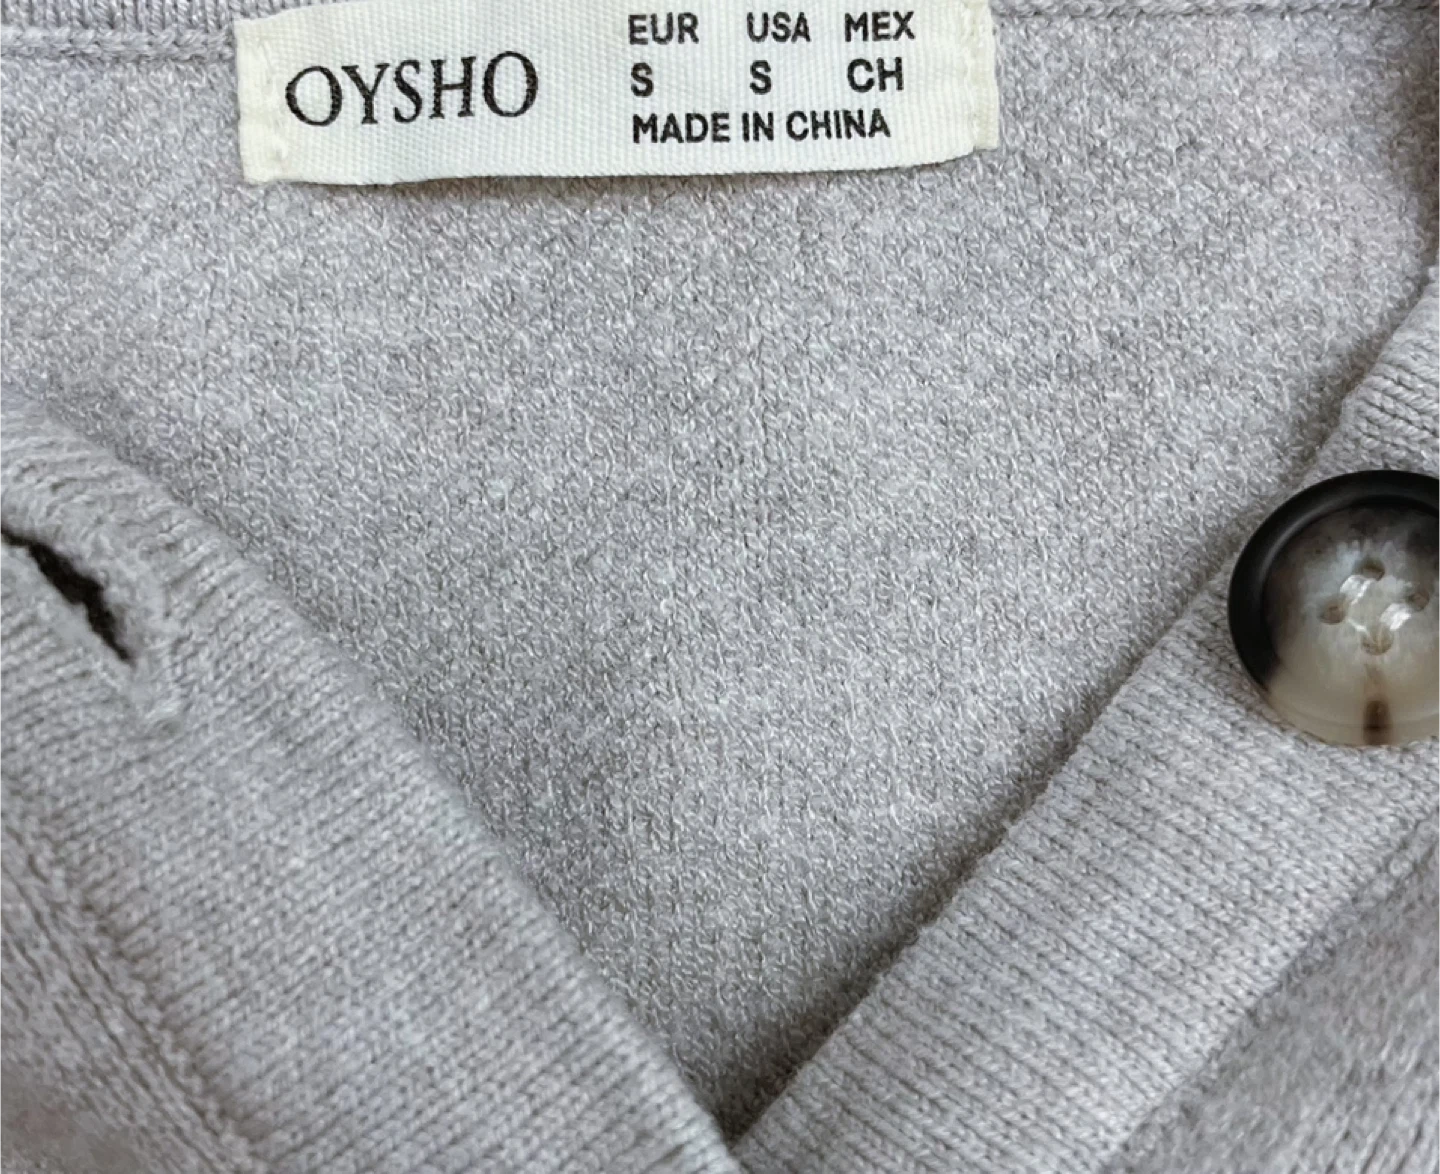 OYSHO
EUR USA MEX
S S CH
MADE IN CHINA